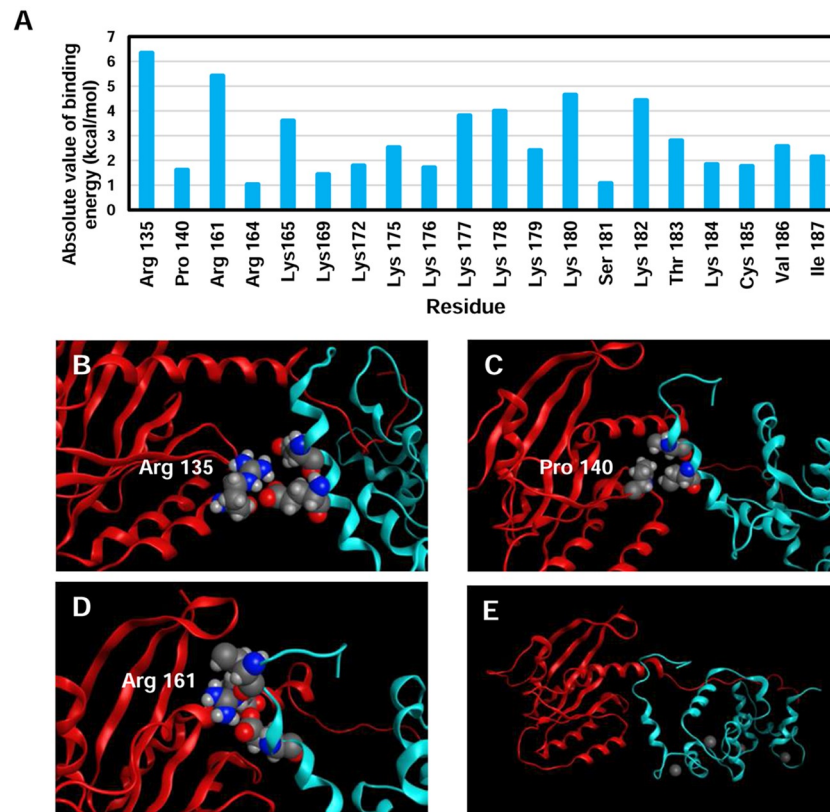 A
Absolute value of binding
energy (kcal/mol)
7
6
5
4
3
2
1
0
Arg 135
Pro 140
Arg 161
Arg 164
Lys165
Lys169
Lys172
Lys 175
Lys 176
Lys 177
Lys 178
Lys 179
Lys 180
Ser 181
Lys 182
Thr 183
Lys 184
Cys 185
Val 186
Ile 187
Residue
B
Arg 135
C
Pro 140
D
Arg 161
E